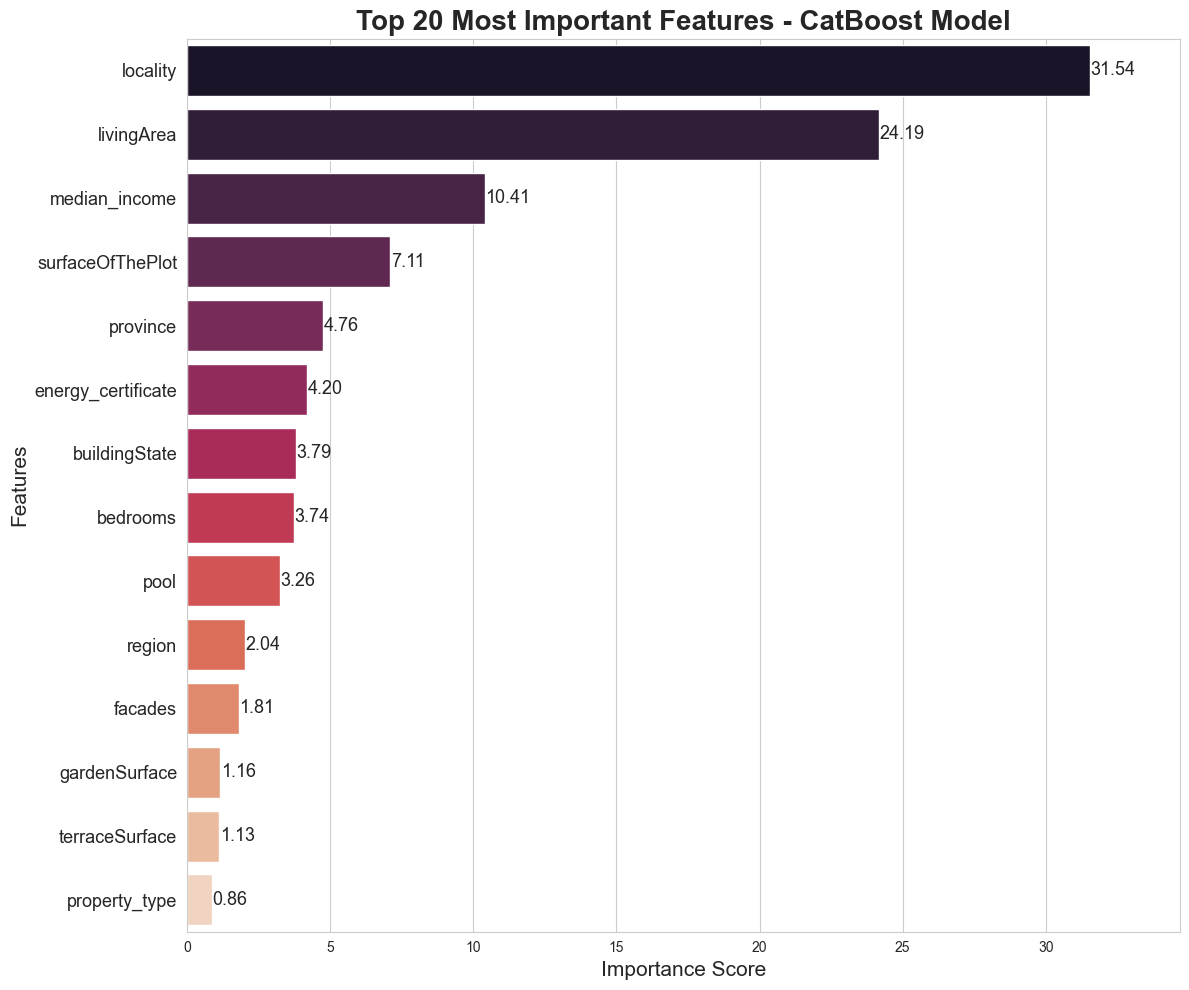 Top 20 Most Important Features - CatBoost Model
locality 31.54
livingArea 24.19
median_income 10.41
surfaceOfThePlot 7.11
province 4.76
energy_certificate 4.20
buildingState 3.79
bedrooms 3.74
pool 3.26
region 2.04
facades 1.81
gardenSurface 1.16
terraceSurface 1.13
property_type 0.86
Features
0 5 10 15 20 25 30
Importance Score